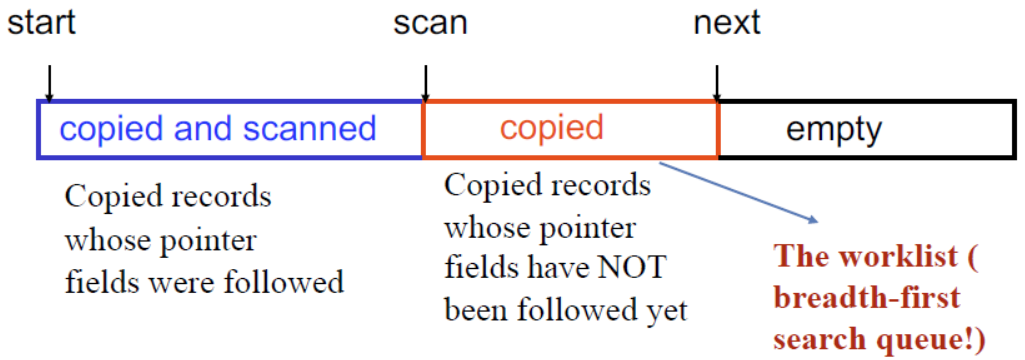 start scan next
copied and scanned copied empty
Copied records
whose pointer
fields were followed
Copied records
whose pointer
fields have NOT
been followed yet
The worklist (
breadth-first
search queue!)